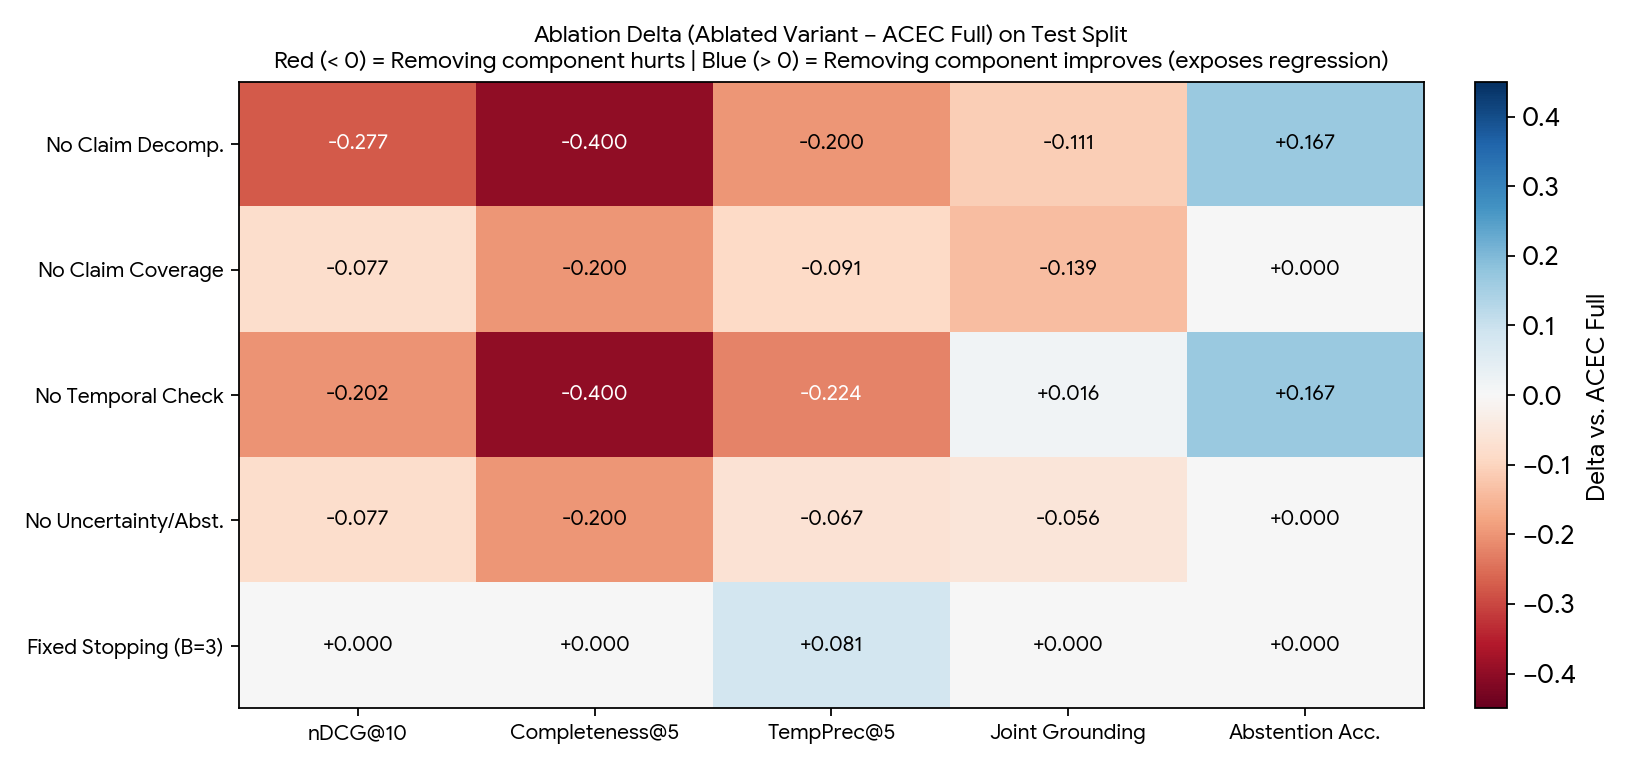 Ablation Delta (Ablated Variant – ACEC Full) on Test Split
Red (< 0) = Removing component hurts | Blue (> 0) = Removing component improves (exposes regression)
No Claim Decomp.
-0.277
-0.400
-0.200
-0.111
+0.167
No Claim Coverage
-0.077
-0.200
-0.091
-0.139
+0.000
No Temporal Check
-0.202
-0.400
-0.224
+0.016
+0.167
No Uncertainty/Abst.
-0.077
-0.200
-0.067
-0.056
+0.000
Fixed Stopping (B=3)
+0.000
+0.000
+0.081
+0.000
+0.000
nDCG@10
Completeness@5
TempPrec@5
Joint Grounding
Abstention Acc.
0.4
0.3
0.2
0.1
0.0
−0.1
−0.2
−0.3
−0.4
Delta vs. ACEC Full